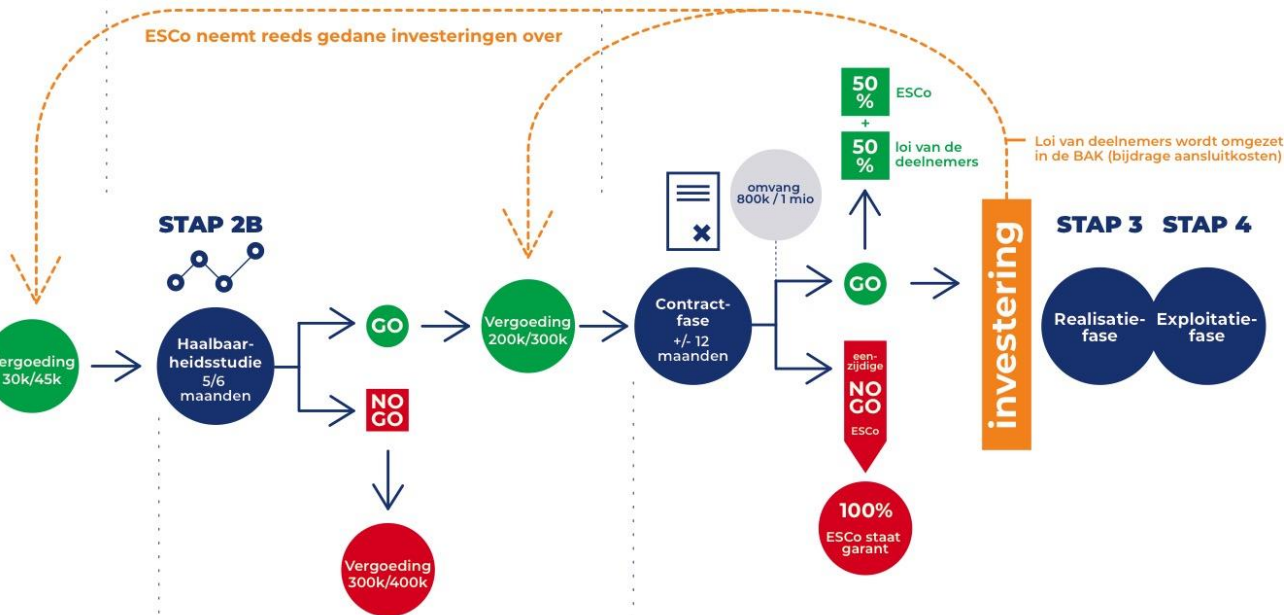 ESCo neemt reeds gedane investeringen over
50
%
ESCo
+
50
%
loi van de
deelnemers
Loi van deelnemers wordt omgezet
in de BAK (bijdrage aansluitkosten)
omvang
800k / 1 mio
STAP 2B
STAP 3
STAP 4
ergoeding
30k/45k
Haalbaar-
heidsstudie
5/6
maanden
GO
NO
GO
Vergoeding
300k/400k
Vergoeding
200k/300k
Contract-
fase
+/- 12
maanden
GO
een-
zijdige
NO
GO
ESCo
100%
ESCo staat
garant
investering
Realisatie-
fase
Exploitatie-
fase